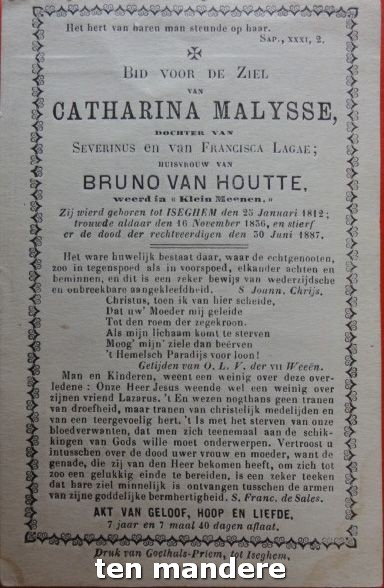 Het hert van haren man steunde op haar.
SAP., XXXI, 2.
BID VOOR DE ZIEL
VAN
CATHARINA MALYSSE,
DOCHTER VAN
SEVERINUS en van FRANCISCA LAGAE;
HUISVROUW VAN
BRUNO VAN HOUTTE,
weerd in « Klein Meenen. »
Zij wierd geboren tot ISEGHEM den 25 Januari 1812;
trouwde aldaar den 16 November 1836, en stierf
er de dood der rechtveerdigen den 30 Juni 1887.
Het ware huwelijk bestaat daar, waar de echtgenooten,
zoo in tegenspoed als in voorspoed, elkander achten en
beminnen, en dit is een zeker bewijs van wederzijdsche
en onbreekbare aangekleefdheid. S. Joann. Chrijs.
Christus, toen ik van hier scheide,
Dat uw' Moeder mij geleide
Tot den roem der zegekroon.
Als mijn lichaam komt te sterven
Moog' mijn' ziele dan beërven
't Hemelsch Paradijs voor loon!
Getijden van O. L. V. der VII Weeën.
Man en Kinderen, weent een weinig over deze over-
ledene : Onze Heer Jesus weende wel een weinig over
zijnen vriend Lazarus. 't En wezen nogthans geen tranen
van droefheid, maar tranen van christelijk medelijden en
van een teergevoelig hert. 't Is met het sterven van onze
bloedverwanten, dat men zich teenemaal aan de schik-
kingen van Gods wille moet onderwerpen. Vertroost u
intusschen over de dood uwer vrouw en moeder, want de
genade, die zij van den Heer bekomen heeft, om zich tot
zoo een gelukkig einde te bereiden, is een zeker teeken
dat hare ziel minnelijk is ontvangen tusschen de armen
van zijne goddelijke bermhertigheid. S. Franc. de Sales.
AKT VAN GELOOF, HOOP EN LIEFDE,
7 jaar en 7 maal 40 dagen aflaat.
Druk van Goethals-Priem, tot Iseghem.
ten mandere